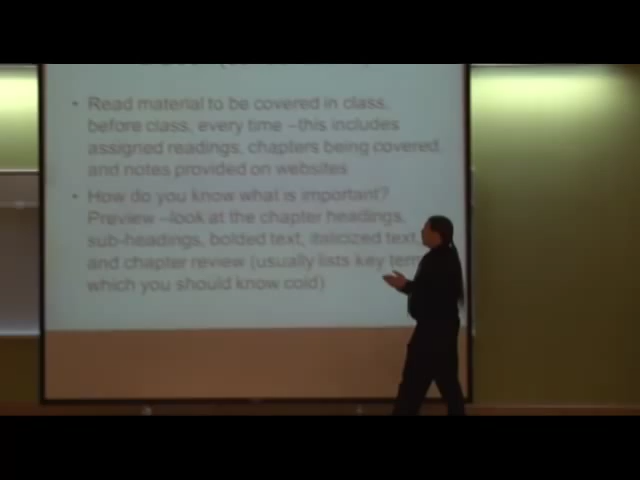 • Read material to be covered in class,
before class, every time –this includes
assigned readings, chapters being covered,
and notes provided on websites
• How do you know what is important?
Preview –look at the chapter headings,
sub-headings, bolded text, italicized text,
and chapter review (usually lists key
which you should know cold)